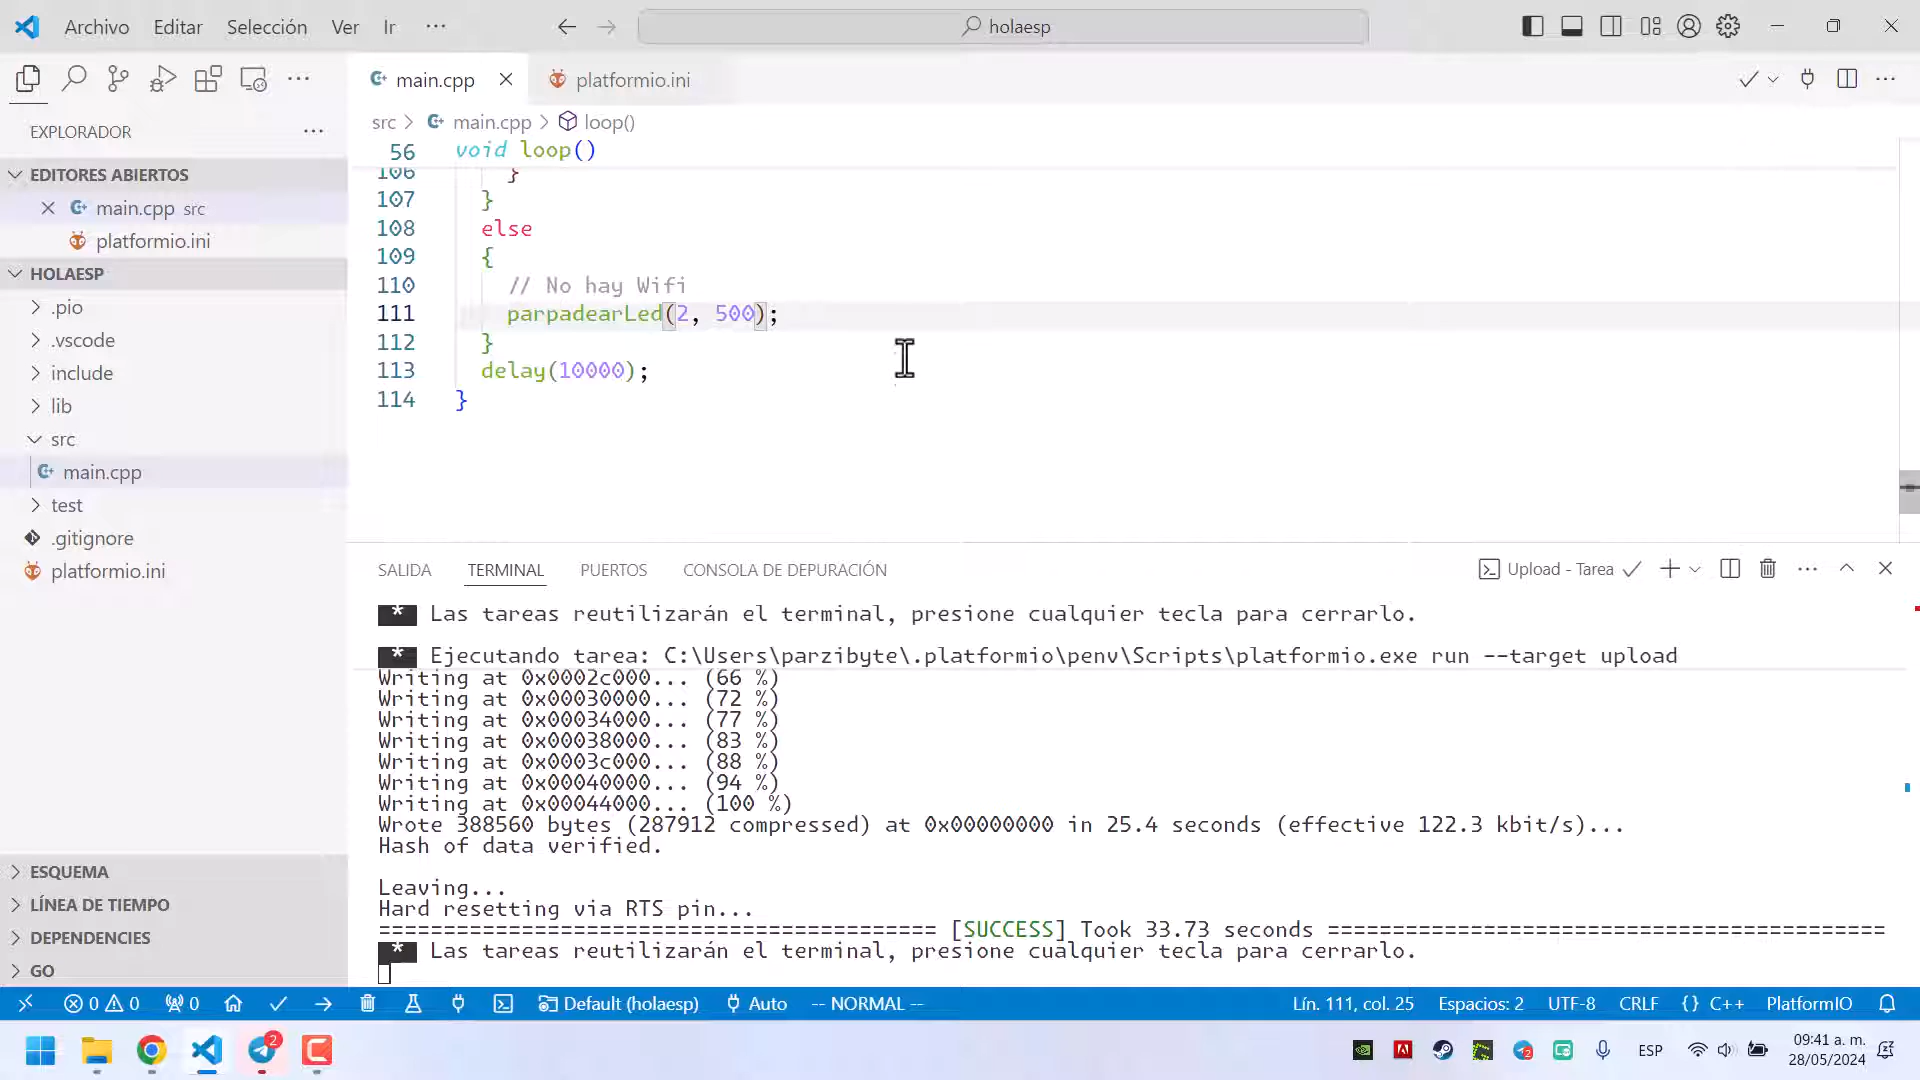 Archivo Editar Selección Ver Ir ···
holaesp
main.cpp
platformio.ini
EXPLORADOR
src > main.cpp > loop()
EDITORES ABIERTOS
main.cpp src
platformio.ini
HOLAESP
.pio
.vscode
include
lib
src
main.cpp
test
.gitignore
platformio.ini
ESQUEMA
LÍNEA DE TIEMPO
DEPENDENCIES
GO
56 void loop()
106 }
107 }
108 else
109 {
110 // No hay Wifi
111 parpadearLed(2, 500);
112 }
113 delay(10000);
114 }
SALIDA TERMINAL PUERTOS CONSOLA DE DEPURACIÓN
Upload - Tarea
* Las tareas reutilizarán el terminal, presione cualquier tecla para cerrarlo.
* Ejecutando tarea: C:\Users\parzibyte\.platformio\penv\Scripts\platformio.exe run --target upload
Writing at 0x0002c000... (66 %)
Writing at 0x00030000... (72 %)
Writing at 0x00034000... (77 %)
Writing at 0x00038000... (83 %)
Writing at 0x0003c000... (88 %)
Writing at 0x00040000... (94 %)
Writing at 0x00044000... (100 %)
Wrote 388560 bytes (287912 compressed) at 0x00000000 in 25.4 seconds (effective 122.3 kbit/s)...
Hash of data verified.
Leaving...
Hard resetting via RTS pin...
=========================================== [SUCCESS] Took 33.73 seconds ===========================================
* Las tareas reutilizarán el terminal, presione cualquier tecla para cerrarlo.
0 0 0 Default (holaesp) Auto -- NORMAL -- Lín. 111, col. 25 Espacios: 2 UTF-8 CRLF {} C++ PlatformIO
2
2
ESP
09:41 a. m.
28/05/2024